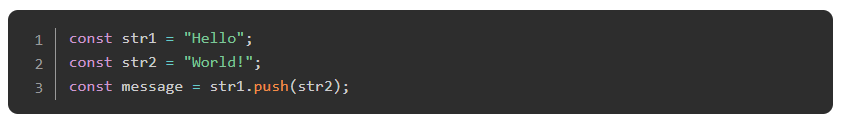 1 const str1 = "Hello";
2 const str2 = "World!";
3 const message = str1.push(str2);